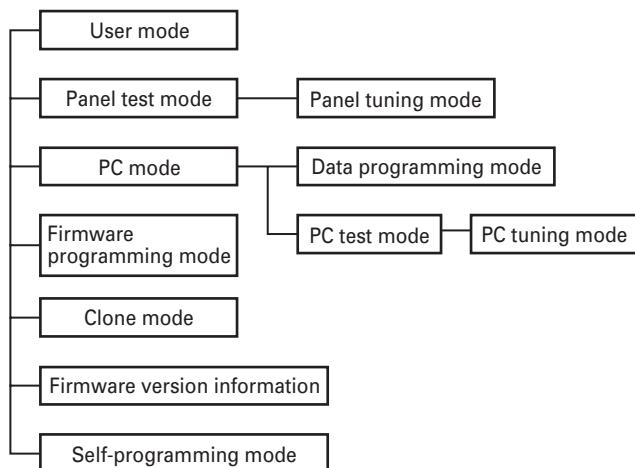 User mode
Panel test mode
Panel tuning mode
PC mode
Data programming mode
PC test mode
PC tuning mode
Firmware
programming mode
Clone mode
Firmware version information
Self-programming mode